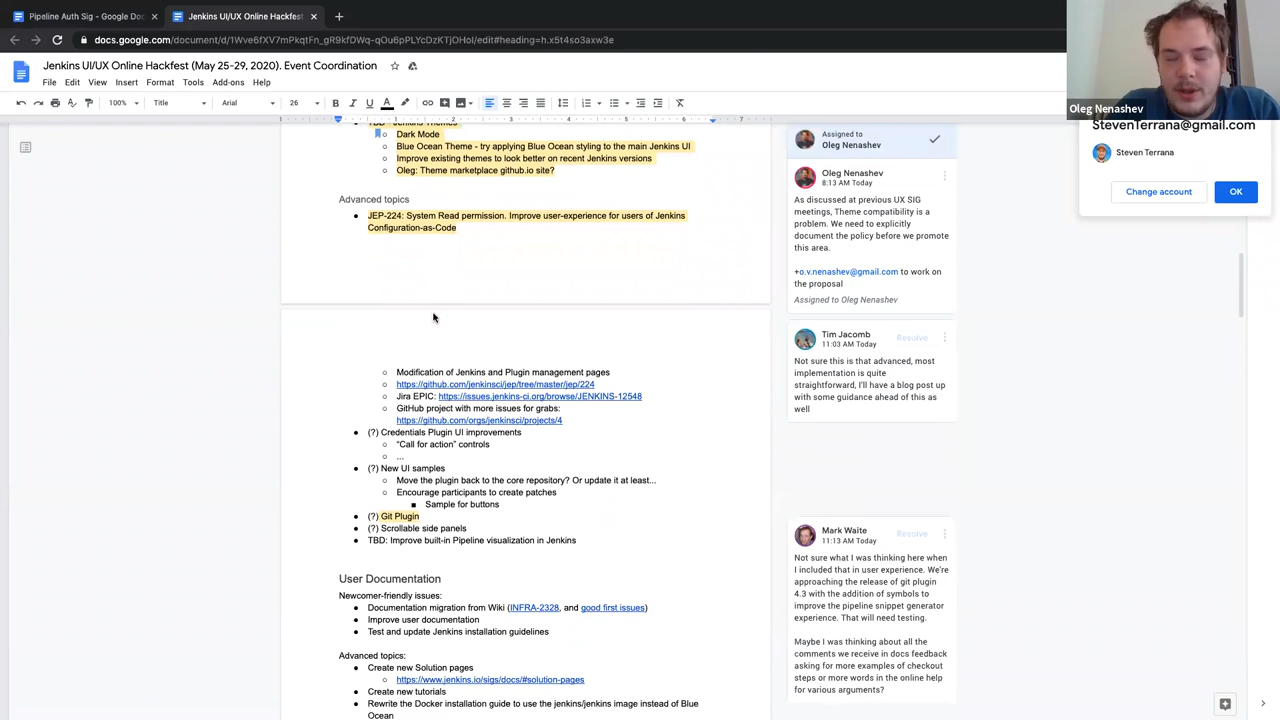 Pipeline Auth Sig - Google Doc
Jenkins UI/UX Online Hackfest
docs.google.com/document/d/1Wve6fXV7mPkqtFn_gR9kfDWq-qOu6pPLYcDzKTjOHoI/edit#heading=h.x5t4so3axw3e
Jenkins UI/UX Online Hackfest (May 25-29, 2020). Event Coordination
File Edit View Insert Format Tools Add-ons Help
100% Title Arial 26
Oleg Nenashev
StevenTerrana@gmail.com
Steven Terrana
Change account OK
1 1 2 3 4 5 6 7
TBD - Jenkins Themes
Dark Mode
Blue Ocean Theme - try applying Blue Ocean styling to the main Jenkins UI
Improve existing themes to look better on recent Jenkins versions
Oleg: Theme marketplace github.io site?
Advanced topics
JEP-224: System Read permission. Improve user-experience for users of Jenkins
Configuration-as-Code
Modification of Jenkins and Plugin management pages
https://github.com/jenkinsci/jep/tree/master/jep/224
Jira EPIC: https://issues.jenkins-ci.org/browse/JENKINS-12548
GitHub project with more issues for grabs:
https://github.com/orgs/jenkinsci/projects/4
(?) Credentials Plugin UI improvements
“Call for action” controls
...
(?) New UI samples
Move the plugin back to the core repository? Or update it at least...
Encourage participants to create patches
Sample for buttons
(?) Git Plugin
(?) Scrollable side panels
TBD: Improve built-in Pipeline visualization in Jenkins
User Documentation
Newcomer-friendly issues:
Documentation migration from Wiki (INFRA-2328, and good first issues)
Improve user documentation
Test and update Jenkins installation guidelines
Advanced topics:
Create new Solution pages
https://www.jenkins.io/sigs/docs/#solution-pages
Create new tutorials
Rewrite the Docker installation guide to use the jenkins/jenkins image instead of Blue
Ocean
Assigned to
Oleg Nenashev
Oleg Nenashev
8:13 AM Today
As discussed at previous UX SIG
meetings, Theme compatibility is a
problem. We need to explicitly
document the policy before we promote
this area.
+o.v.nenashev@gmail.com to work on
the proposal
Assigned to Oleg Nenashev
Tim Jacomb
11:03 AM Today
Resolve
Not sure this is that advanced, most
implementation is quite
straightforward, I'll have a blog post up
with some guidance ahead of this as
well
Mark Waite
11:13 AM Today
Resolve
Not sure what I was thinking here when
I included that in user experience. We're
approaching the release of git plugin
4.3 with the addition of symbols to
improve the pipeline snippet generator
experience. That will need testing.
Maybe I was thinking about all the
comments we receive in docs feedback
asking for more examples of checkout
steps or more words in the online help
for various arguments?